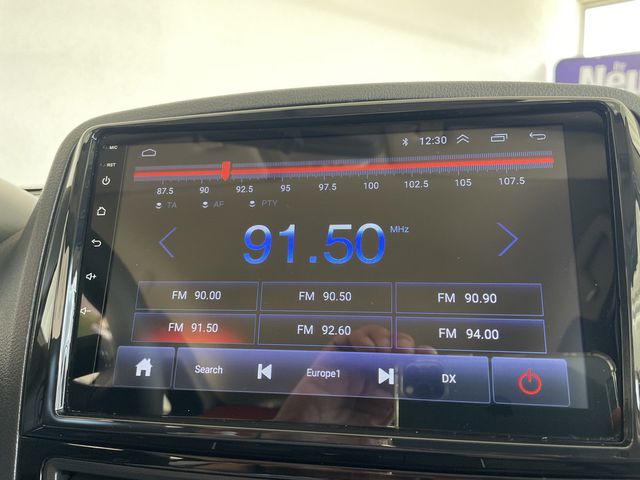 Ihr
Neu
MIC
12:30
RST
87.5 90 92.5 95 97.5 100 102.5 105 107.5
TA AF PTY
91.50 MHz
FM 90.00 FM 90.50 FM 90.90
FM 91.50 FM 92.60 FM 94.00
Search Europe1 DX